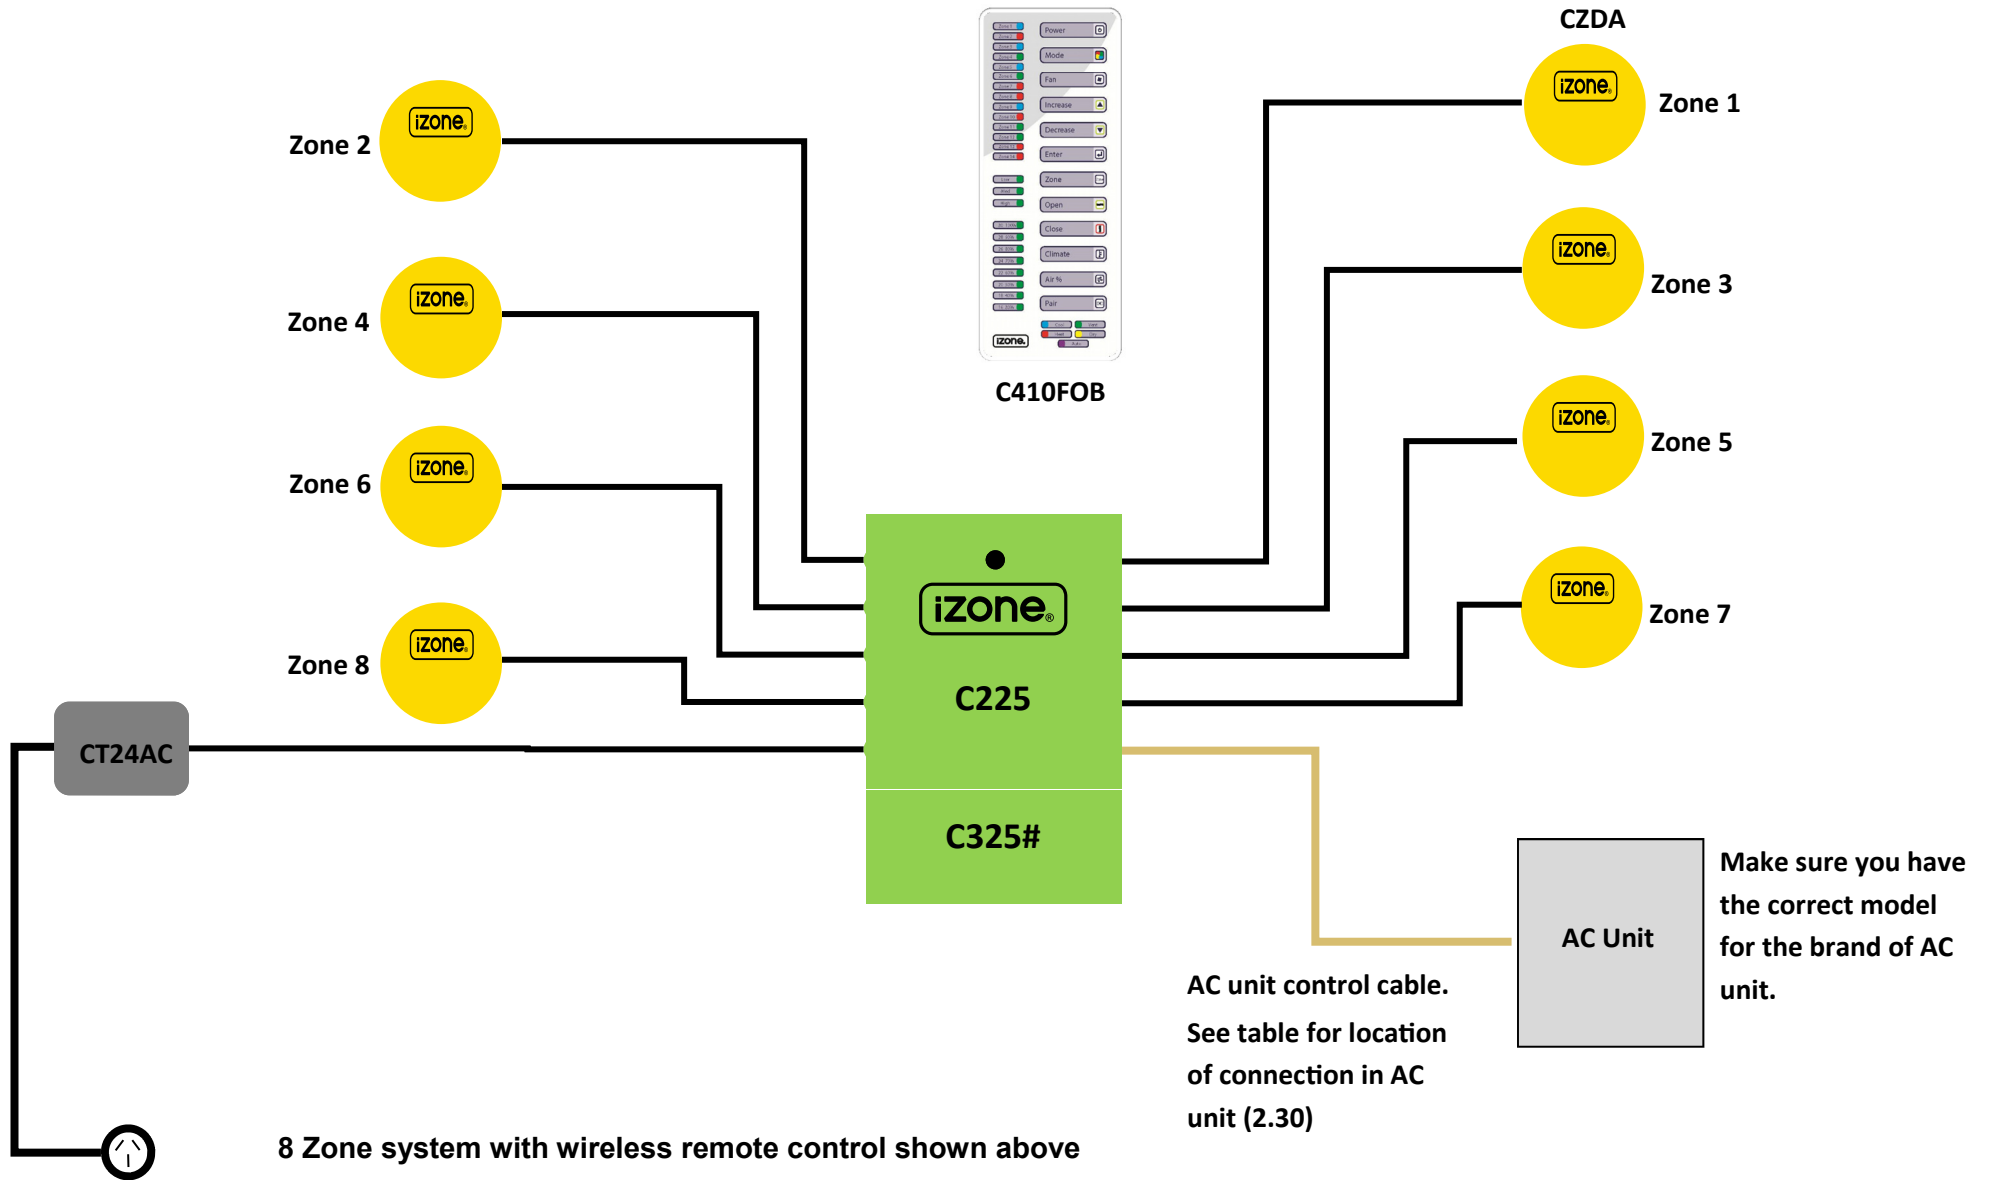 CZDA
iZone®
Zone 1
Zone 2
iZone®
iZone®
Zone 3
Zone 4
iZone®
iZone®
Zone 5
Zone 6
iZone®
iZone®
Zone 7
Zone 8
iZone®
Power
Mode
Fan
Increase
Decrease
Enter
Zone
Open
Close
Climate
Air %
Pair
iZone®
C410FOB
iZone®
C225
C325#
CT24AC
AC Unit
Make sure you have
the correct model
for the brand of AC
unit.
AC unit control cable.
See table for location
of connection in AC
unit (2.30)
8 Zone system with wireless remote control shown above